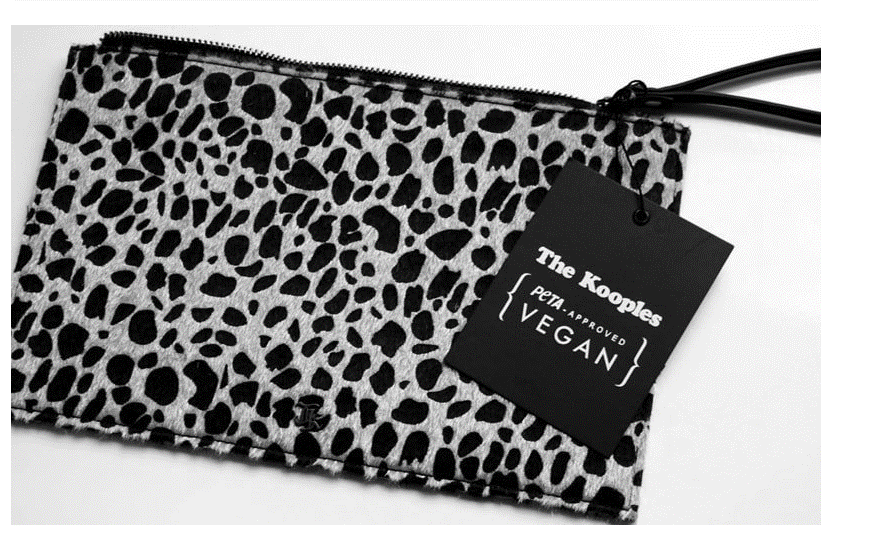 The Kooples
PETA-APPROVED
VEGAN